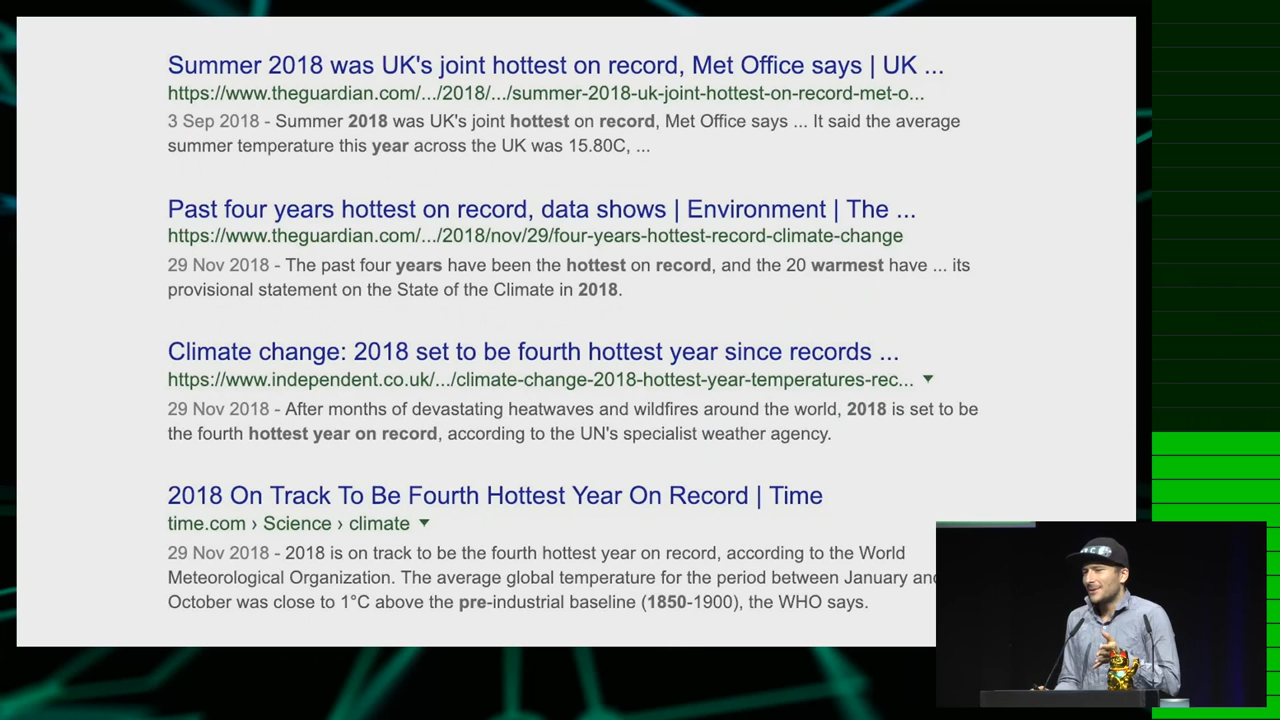 Summer 2018 was UK's joint hottest on record, Met Office says | UK ...
https://www.theguardian.com/.../2018/.../summer-2018-uk-joint-hottest-on-record-met-o...
3 Sep 2018 - Summer 2018 was UK's joint hottest on record, Met Office says ... It said the average
summer temperature this year across the UK was 15.80C, ...
Past four years hottest on record, data shows | Environment | The ...
https://www.theguardian.com/.../2018/nov/29/four-years-hottest-record-climate-change
29 Nov 2018 - The past four years have been the hottest on record, and the 20 warmest have ... its
provisional statement on the State of the Climate in 2018.
Climate change: 2018 set to be fourth hottest year since records ...
https://www.independent.co.uk/.../climate-change-2018-hottest-year-temperatures-rec...
29 Nov 2018 - After months of devastating heatwaves and wildfires around the world, 2018 is set to be
the fourth hottest year on record, according to the UN's specialist weather agency.
2018 On Track To Be Fourth Hottest Year On Record | Time
time.com › Science › climate
29 Nov 2018 - 2018 is on track to be the fourth hottest year on record, according to the World
Meteorological Organization. The average global temperature for the period between January
October was close to 1°C above the pre-industrial baseline (1850-1900), the WHO says.